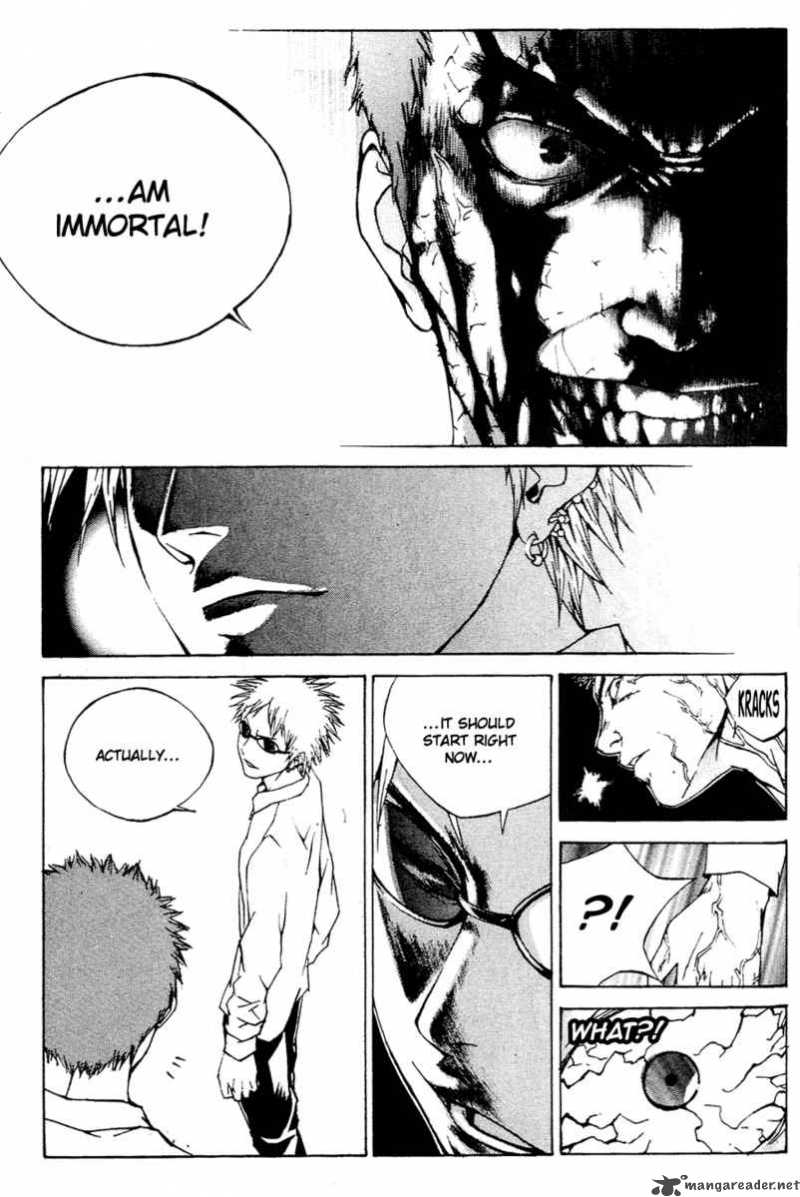 ...AM
IMMORTAL!
ACTUALLY...
...IT SHOULD
START RIGHT
NOW...
KRACKS
?!
WHAT?!
mangareader.net